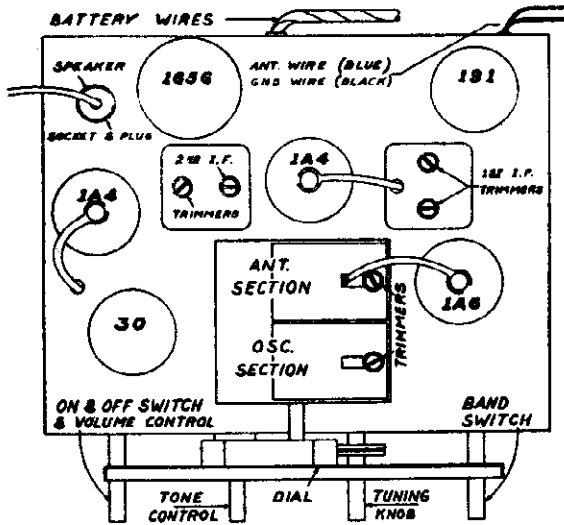 BATTERY WIRES
SPEAKER
1656
ANT. WIRE (BLUE)
GND WIRE (BLACK)
191
SOCKET & PLUG
2ND I.F.
TRIMMERS
1A4
1ST I.F.
TRIMMERS
1A4
ANT.
SECTION
TRIMMERS
1A6
30
OSC.
SECTION
ON & OFF SWITCH
& VOLUME CONTROL
BAND
SWITCH
TONE
CONTROL
DIAL
TUNING
KNOB